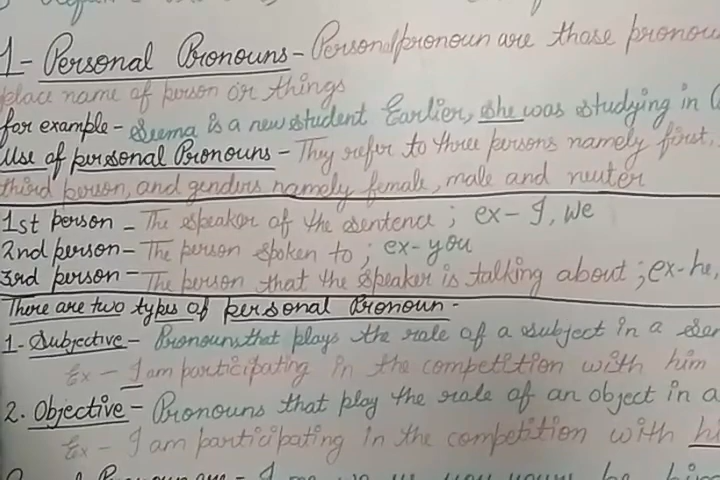 1- Personal Pronouns - Personal pronoun are those pronou
place name of person or things
for example - Seema is a new student Earlier, she was studying in
Use of personal Pronouns - They refer to three persons namely first,
third person, and genders namely female, male and neuter
1st person - The speaker of the sentence ; ex - I, we
2nd person - The person spoken to ; ex - you
3rd person - The person that the speaker is talking about ; ex - he,
There are two types of personal Pronoun -
1 - Subjective - Pronouns that plays the role of a subject in a sen
Ex - I am participating in the competition with him
2. Objective - Pronouns that play the role of an object in a
Ex - I am participating in the competition with hi